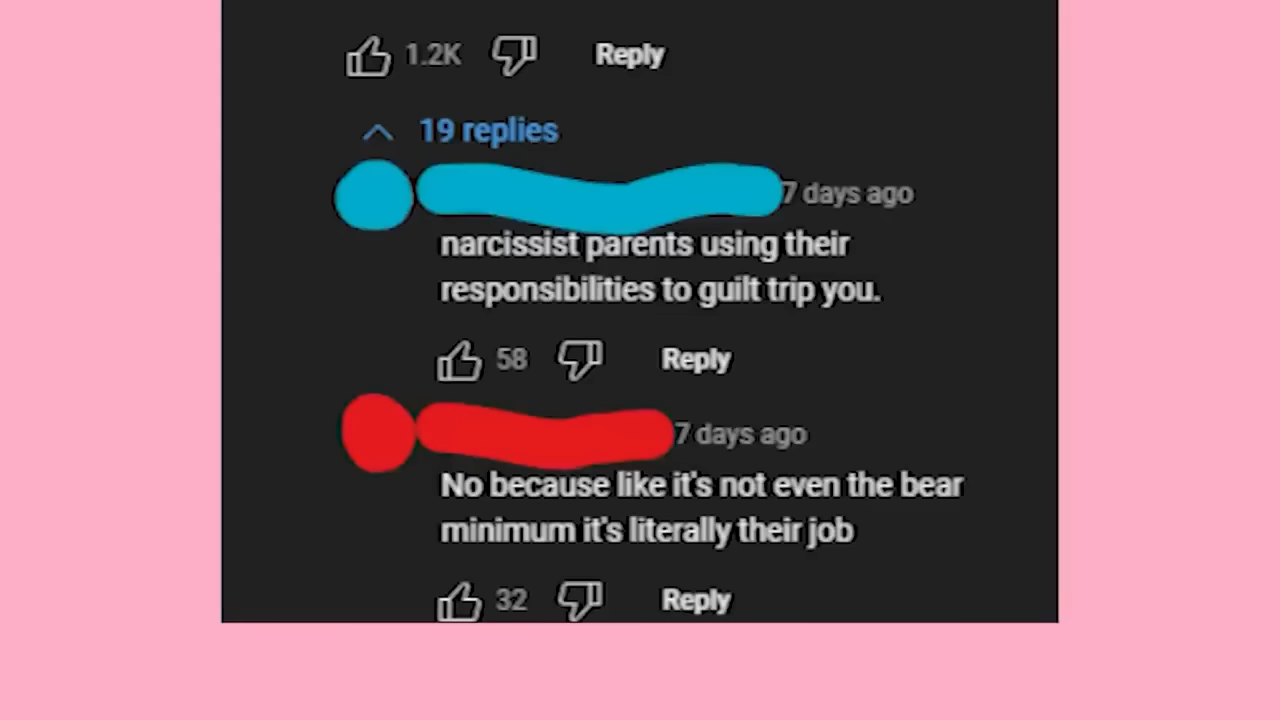 1.2K Reply
19 replies
7 days ago
narcissist parents using their
responsibilities to guilt trip you.
58 Reply
7 days ago
No because like it's not even the bear
minimum it's literally their job
32 Reply